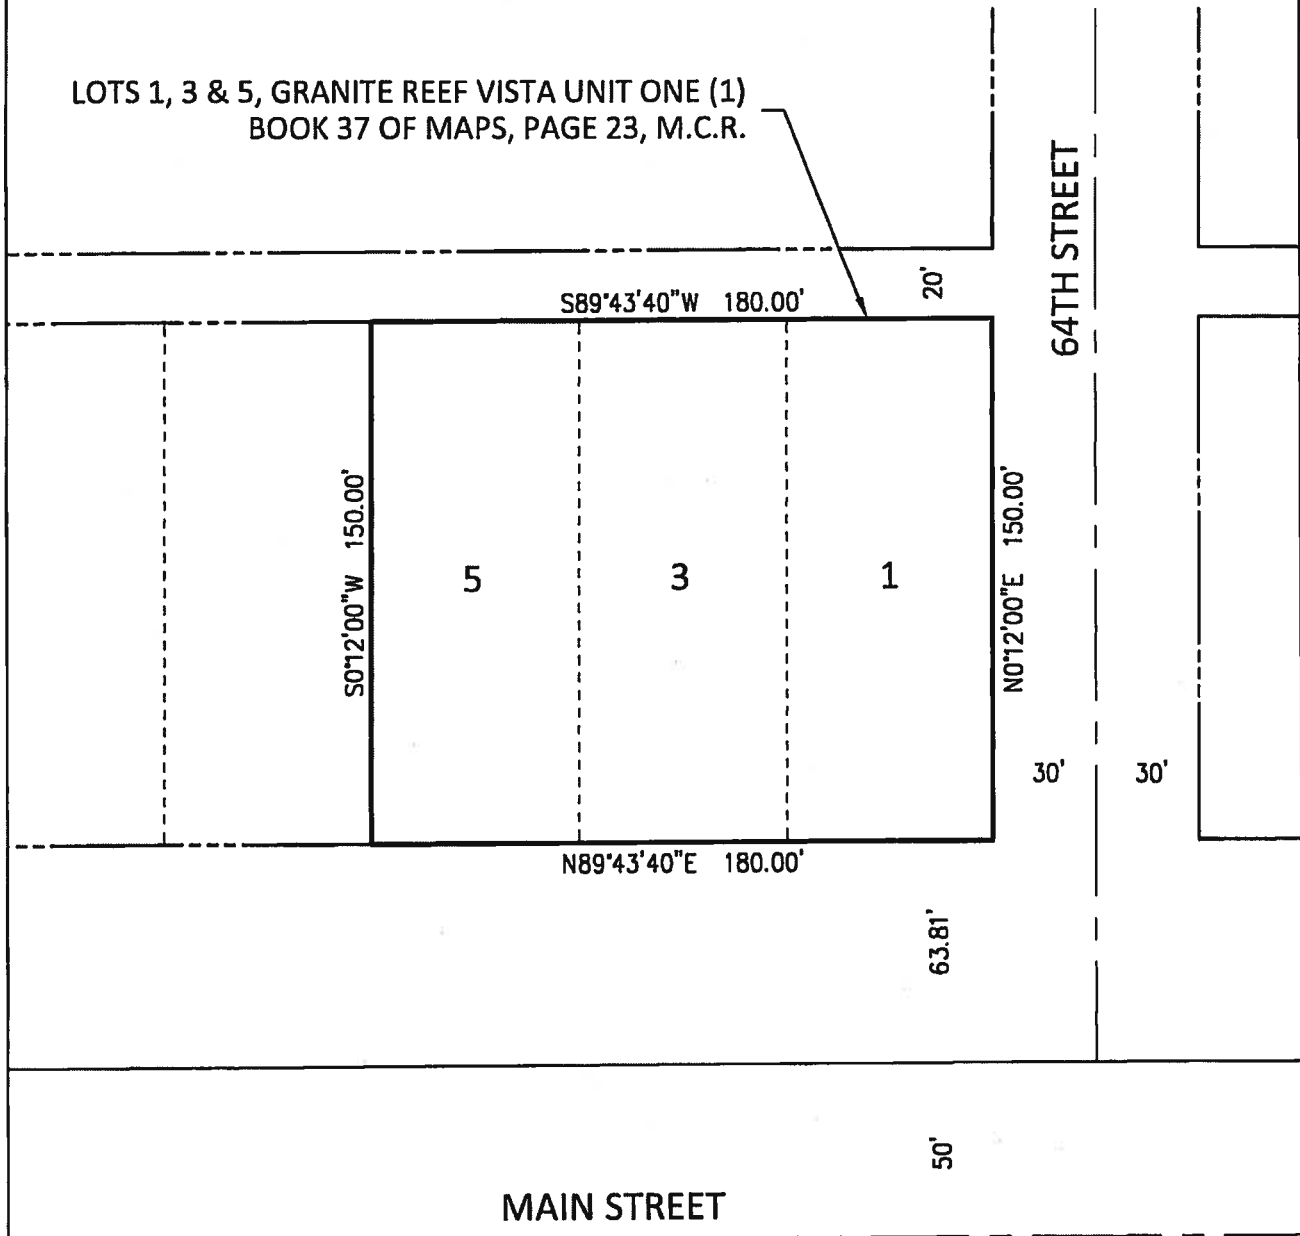 LOTS 1, 3 & 5, GRANITE REEF VISTA UNIT ONE (1)
BOOK 37 OF MAPS, PAGE 23, M.C.R.
64TH STREET
20'
S89°43'40"W 180.00'
S0°12'00"W 150.00'
5
3
1
N0°12'00"E 150.00'
30'
30'
N89°43'40"E 180.00'
63.81'
50'
MAIN STREET